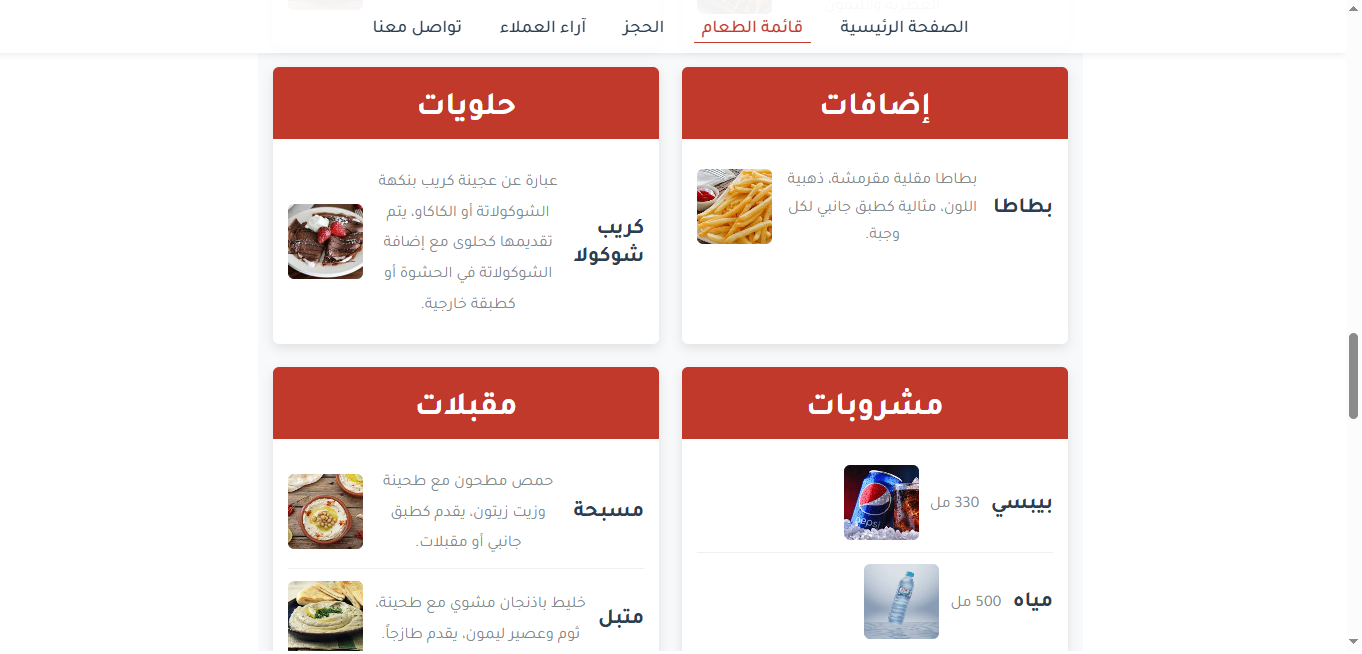 الصفحة الرئيسية
قائمة الطعام
الحجز
آراء العملاء
تواصل معنا
إضافات
بطاطا
بطاطا مقلية مقرمشة، ذهبية
اللون، مثالية كطبق جانبي لكل
وجبة.
حلويات
كريب
شوكولا
عبارة عن عجينة كريب بنكهة
الشوكولاتة أو الكاكاو، يتم
تقديمها كحلوى مع إضافة
الشوكولاتة في الحشوة أو
كطبقة خارجية.
مشروبات
بيبسي
330 مل
pepsi
مياه
500 مل
مقبلات
مسبحة
حمص مطحون مع طحينة
وزيت زيتون، يقدم كطبق
جانبي أو مقبلات.
متبل
خليط باذنجان مشوي مع طحينة،
ثوم وعصير ليمون، يقدم طازجاً.